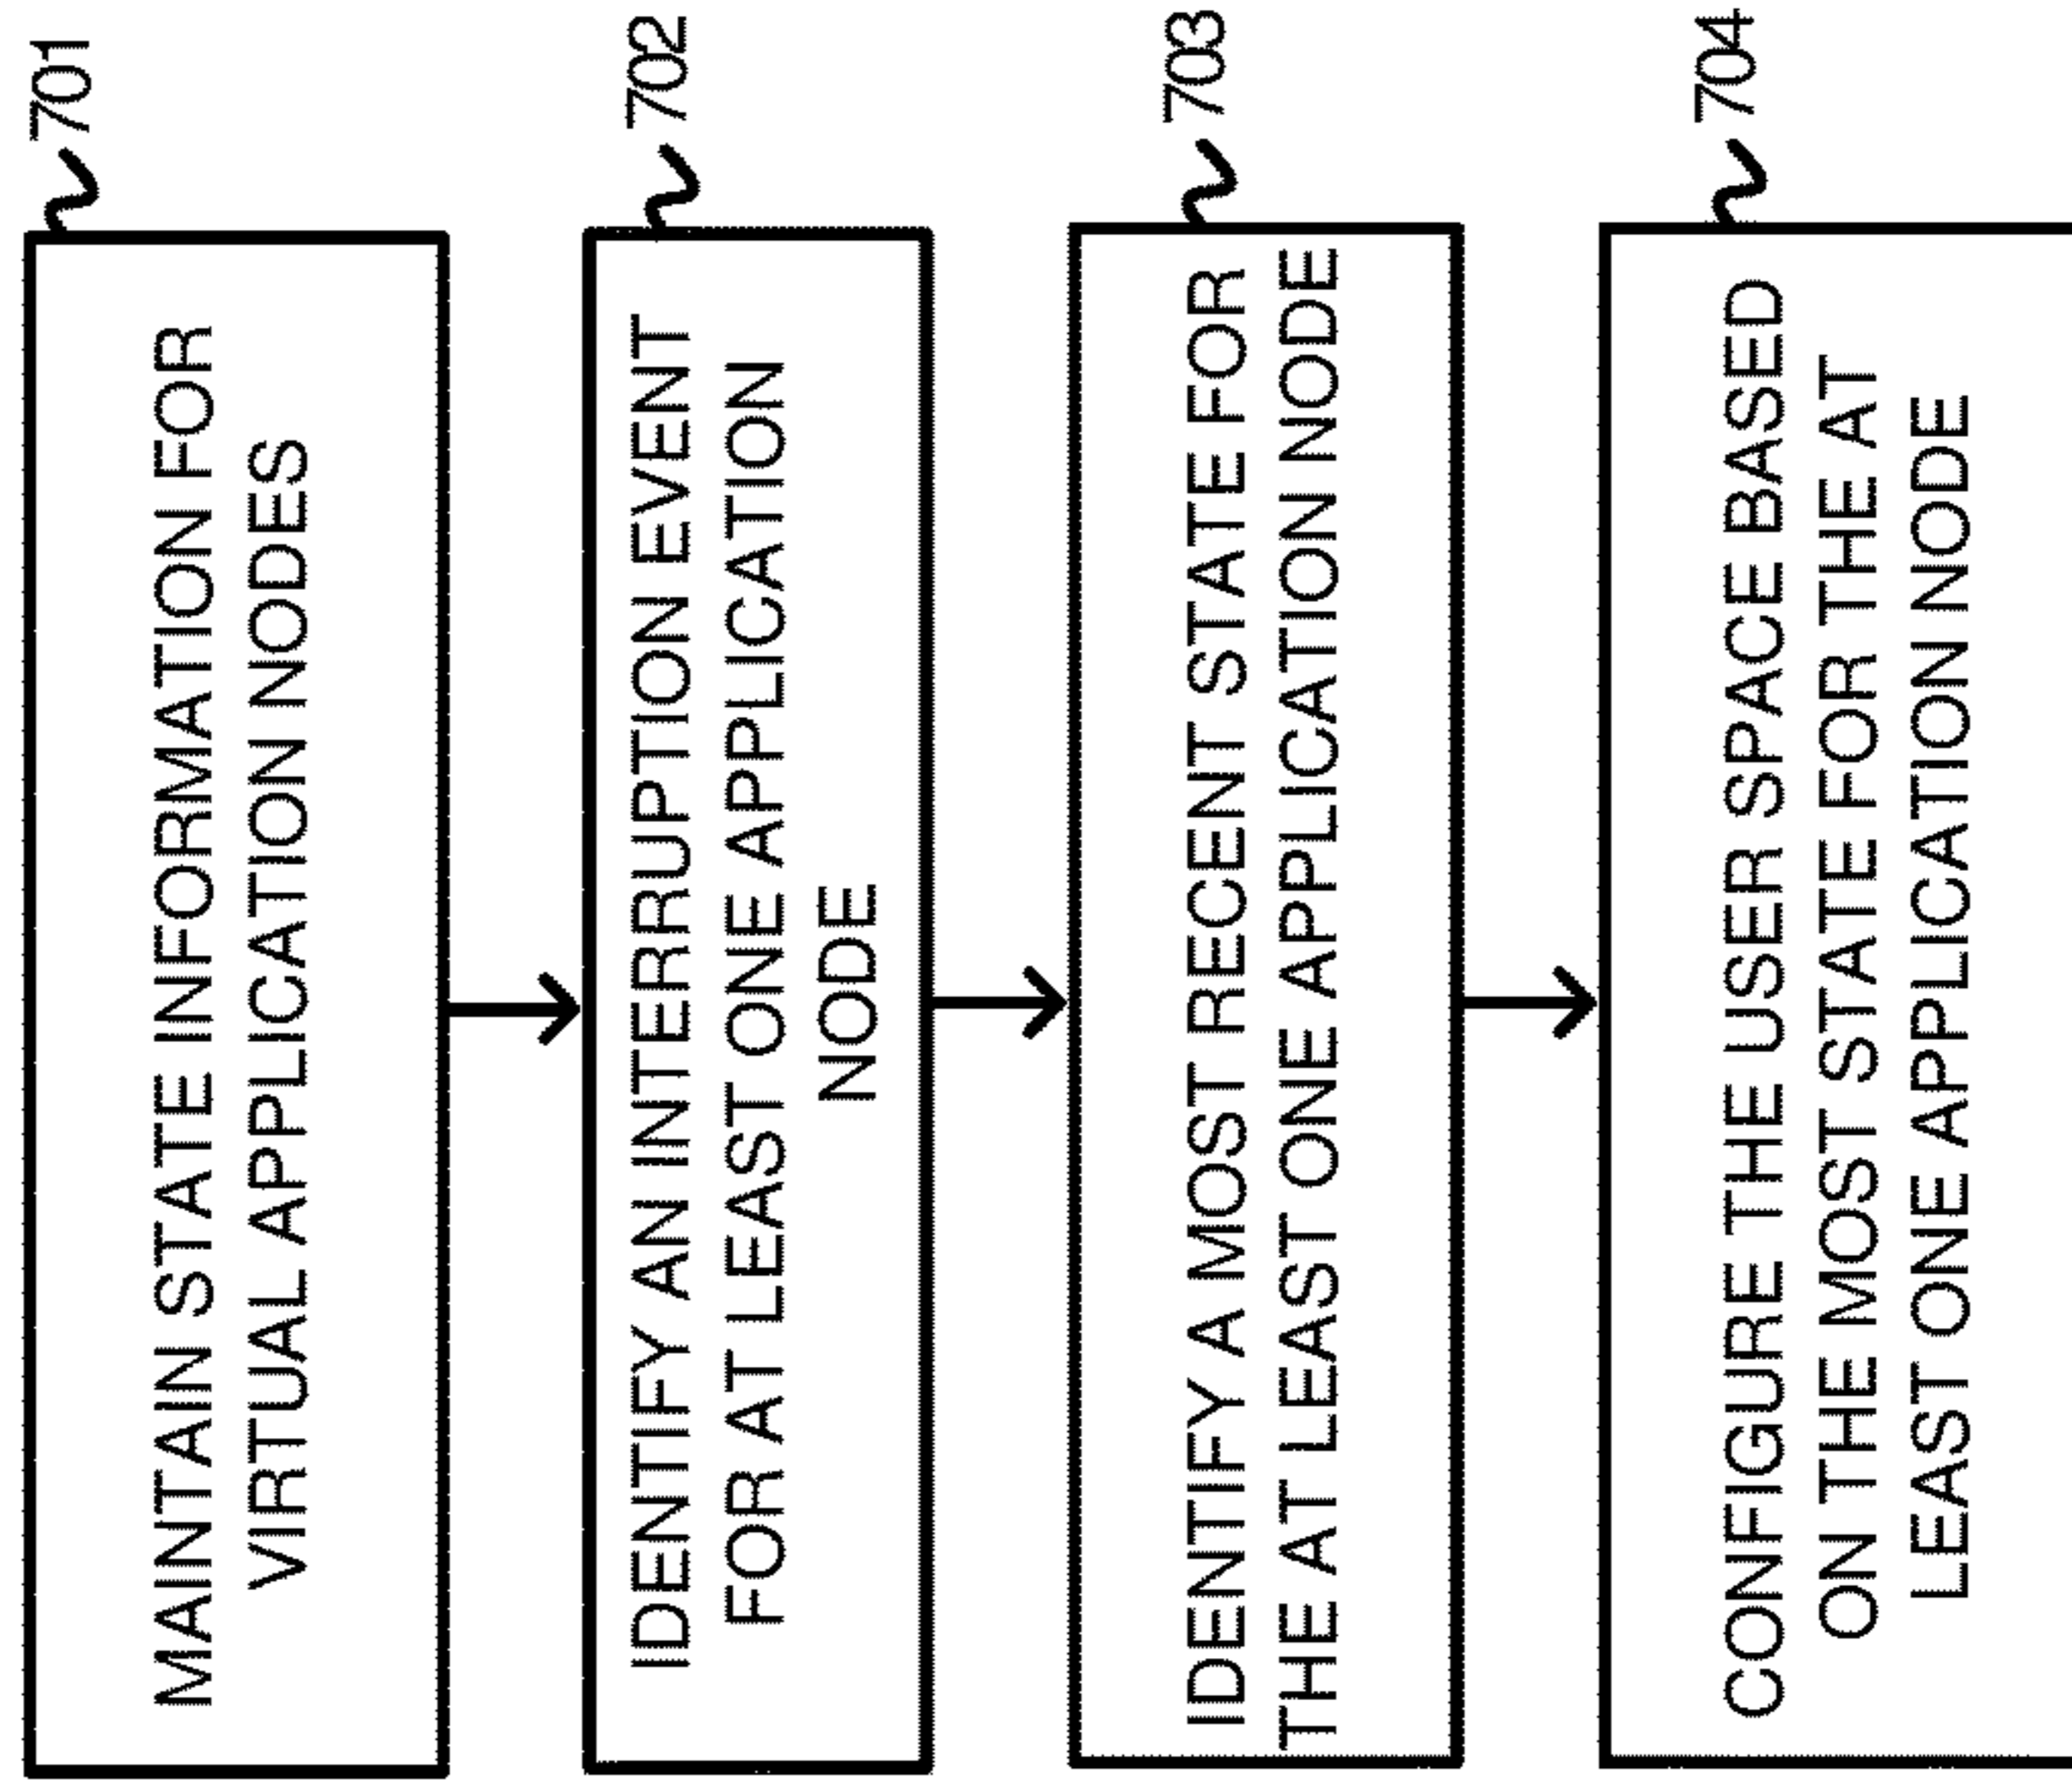 701
MAINTAIN STATE INFORMATION FOR
VIRTUAL APPLICATION NODES
702
IDENTIFY AN INTERRUPTION EVENT
FOR AT LEAST ONE APPLICATION
NODE
703
IDENTIFY A MOST RECENT STATE FOR
THE AT LEAST ONE APPLICATION NODE
704
CONFIGURE THE USER SPACE BASED
ON THE MOST STATE FOR THE AT
LEAST ONE APPLICATION NODE